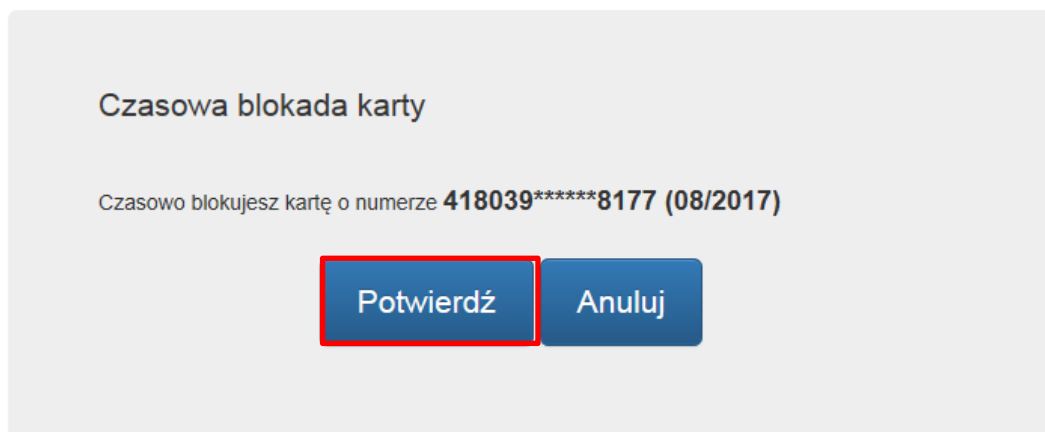 Czasowa blokada karty
Czasowo blokujesz kartę o numerze 418039******8177 (08/2017)
Potwierdź Anuluj